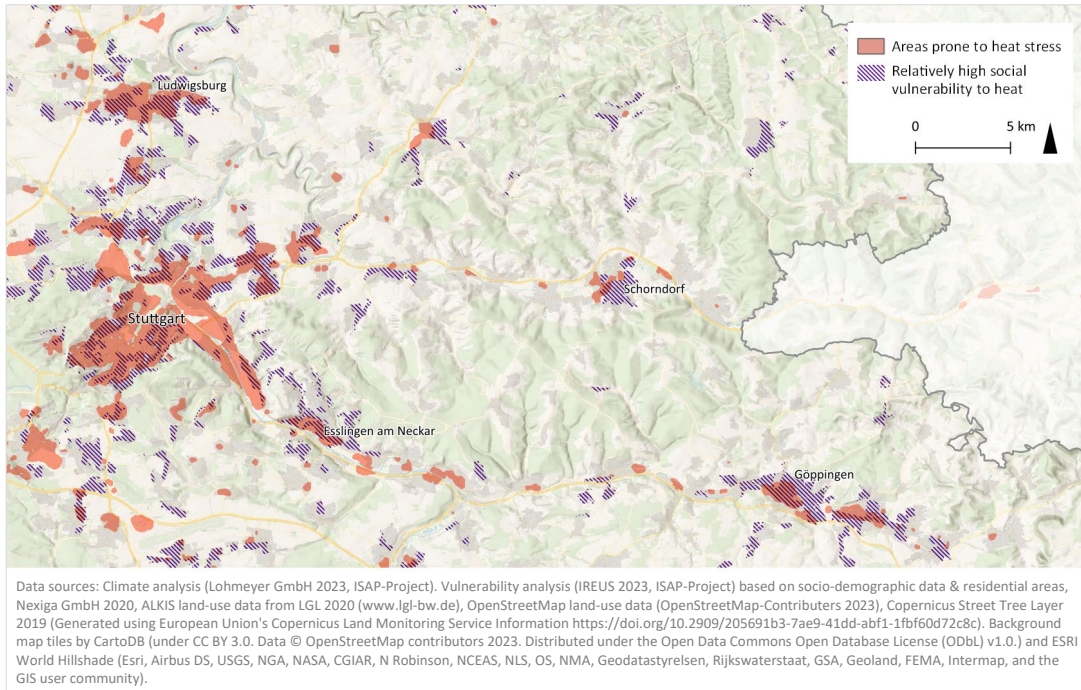 Areas prone to heat stress
Relatively high social
vulnerability to heat
0 5 km
Ludwigsburg
Schorndorf
Stuttgart
Esslingen am Neckar
Göppingen
Data sources: Climate analysis (Lohmeyer GmbH 2023, ISAP-Project). Vulnerability analysis (IREUS 2023, ISAP-Project) based on socio-demographic data & residential areas,
Nexiga GmbH 2020, ALKIS land-use data from LGL 2020 (www.lgl-bw.de), OpenStreetMap land-use data (OpenStreetMap-Contributers 2023), Copernicus Street Tree Layer
2019 (Generated using European Union's Copernicus Land Monitoring Service Information https://doi.org/10.2909/205691b3-7ae9-41dd-abf1-1fbf60d72c8c). Background
map tiles by CartoDB (under CC BY 3.0. Data © OpenStreetMap contributors 2023. Distributed under the Open Data Commons Open Database License (ODbL) v1.0.) and ESRI
World Hillshade (Esri, Airbus DS, USGS, NGA, NASA, CGIAR, N Robinson, NCEAS, NLS, OS, NMA, Geodatastyrelsen, Rijkswaterstaat, GSA, Geoland, FEMA, Intermap, and the
GIS user community).